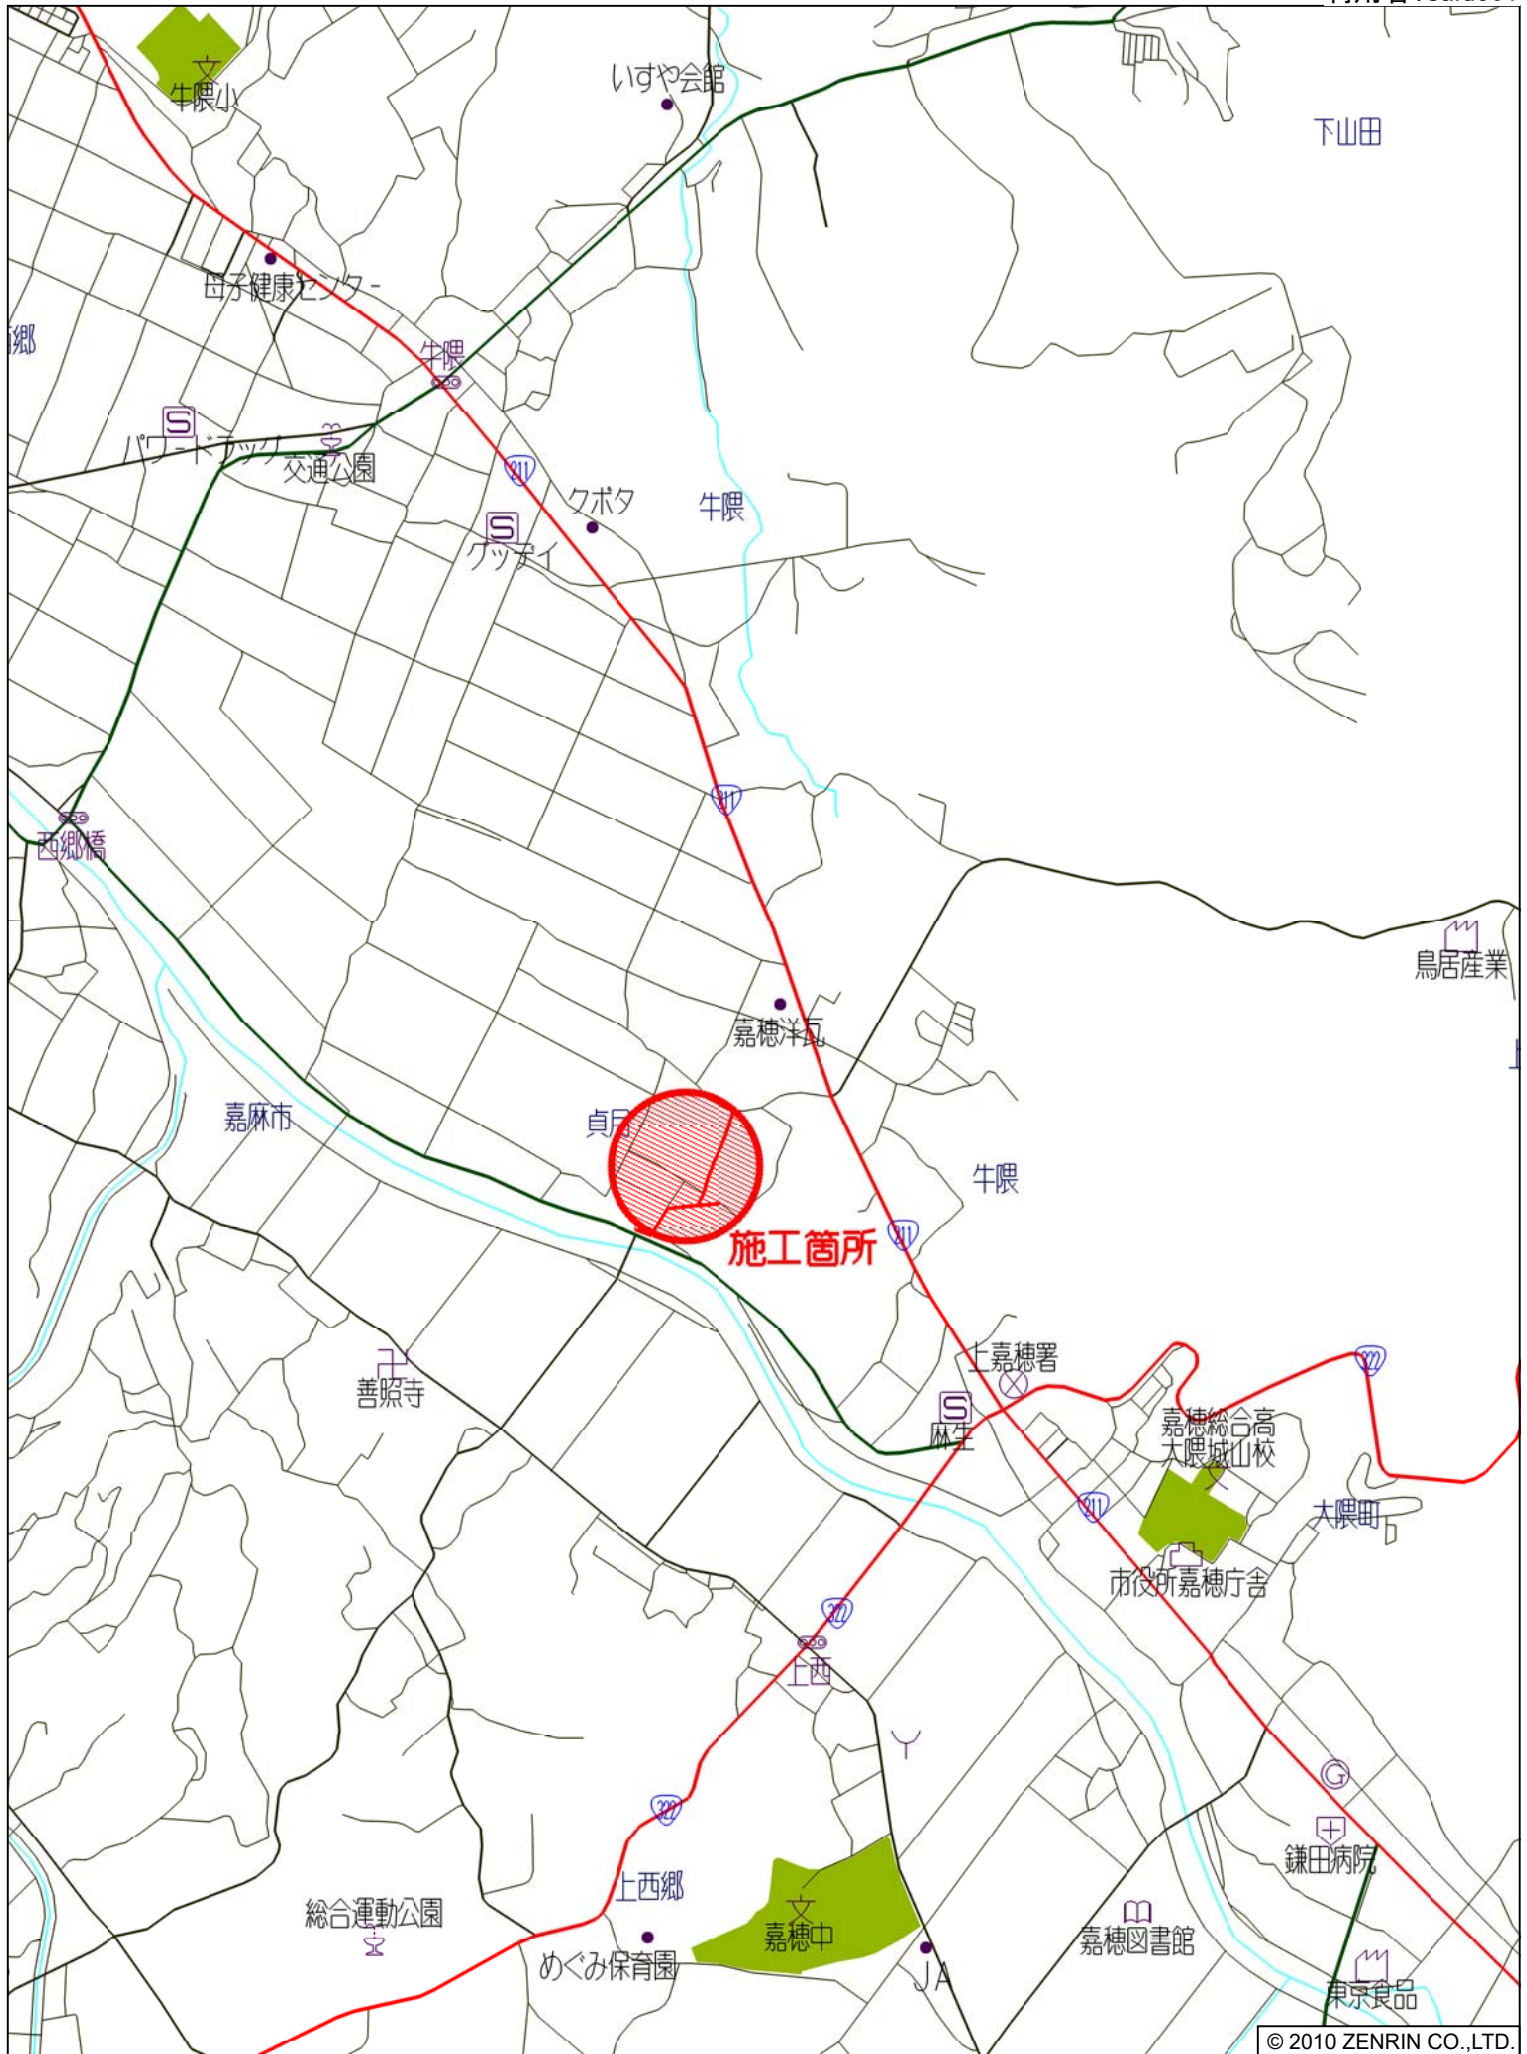 牛隈小
いすや会館
下山田
母子健康センター
郷
牛隈
パワードラッグ
交通公園
211
クボタ
牛隈
グッデイ
211
西郷橋
鳥居産業
嘉穂洋瓦
上
嘉麻市
貞月
牛隈
211
施工箇所
上嘉穂署
322
善照寺
麻生
嘉穂総合高
大隈城山校
211
大隈町
市役所嘉穂庁舎
322
上西
G
322
鎌田病院
上西郷
総合運動公園
嘉穂中
嘉穂図書館
めぐみ保育園
JA
東京食品
© 2010 ZENRIN CO.,LTD.